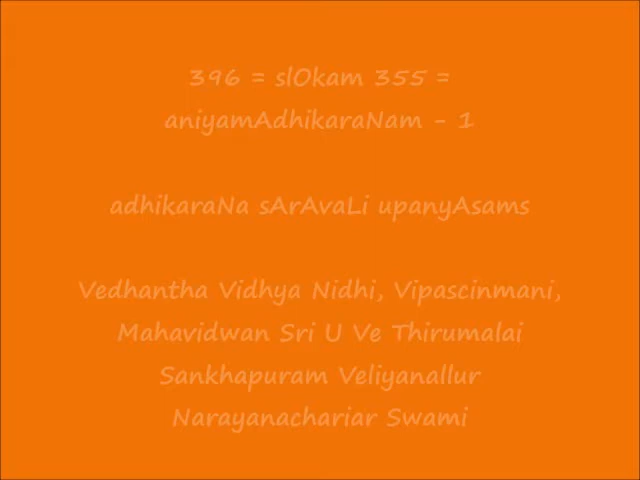 396 = slOkam 355 =
aniyamAdhikaraNam - 1
adhikaraNa sArAvaLi upanyAsams
Vedhantha Vidhya Nidhi, Vipascinmani,
Mahavidwan Sri U Ve Thirumalai
Sankhapuram Veliyanallur
Narayanachariar Swami